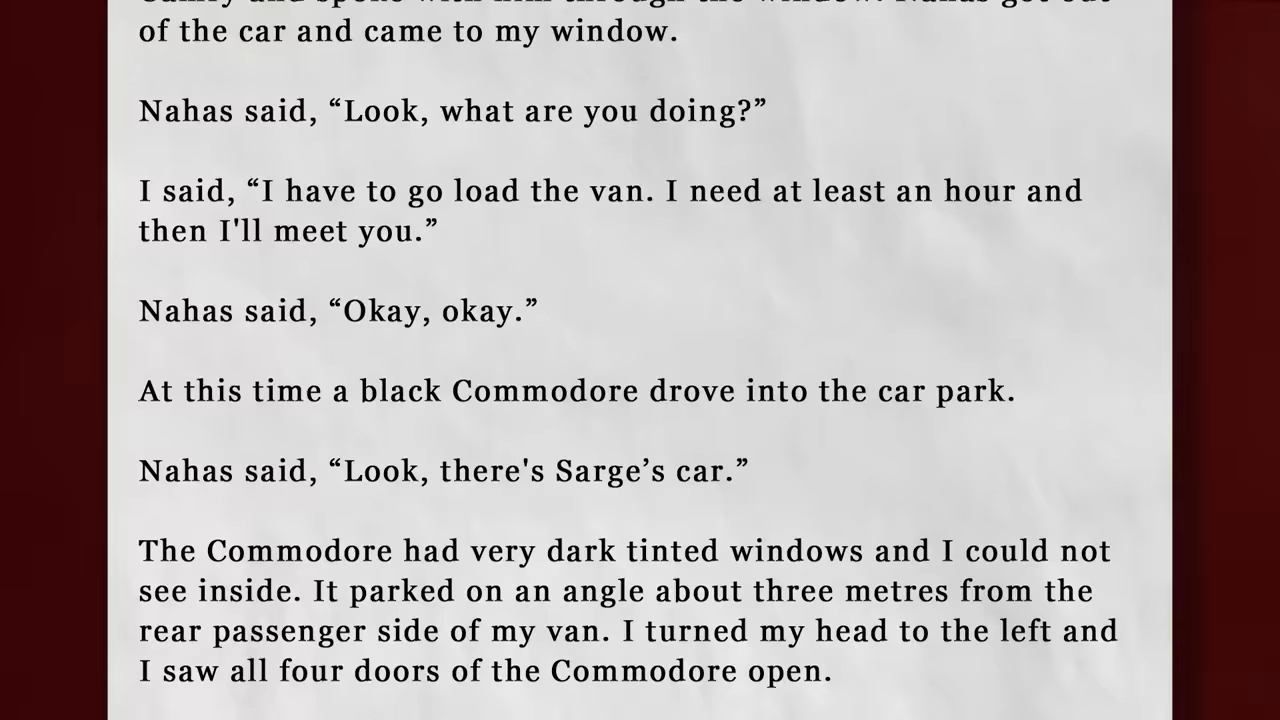 of the car and came to my window.
Nahas said, “Look, what are you doing?”
I said, “I have to go load the van. I need at least an hour and
then I'll meet you.”
Nahas said, “Okay, okay.”
At this time a black Commodore drove into the car park.
Nahas said, “Look, there's Sarge’s car.”
The Commodore had very dark tinted windows and I could not
see inside. It parked on an angle about three metres from the
rear passenger side of my van. I turned my head to the left and
I saw all four doors of the Commodore open.